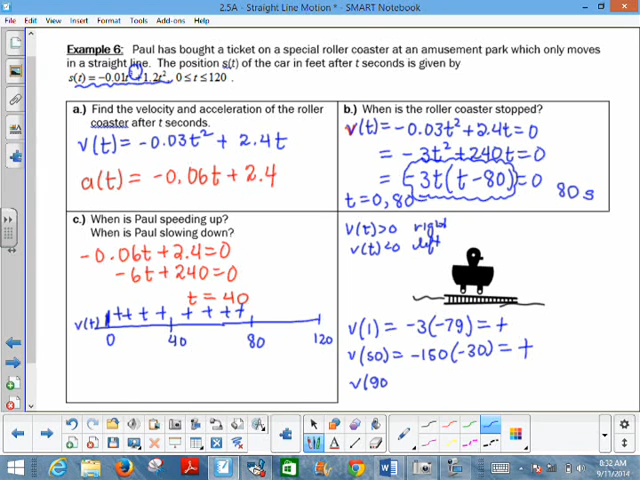 2.5A - Straight Line Motion * - SMART Notebook
File Edit View Insert Format Tools Add-ons Draw Help
Example 6: Paul has bought a ticket on a special roller coaster at an amusement park which only moves
in a straight line. The position s(t) of the car in feet after t seconds is given by
s(t) = −0.01t³ + 1.2t², 0 ≤ t ≤ 120 .
a.) Find the velocity and acceleration of the roller
coaster after t seconds.
v(t) = -0.03t² + 2.4t
a(t) = -0.06t + 2.4
b.) When is the roller coaster stopped?
v(t) = -0.03t² + 2.4t = 0
= -3t² + 240t = 0
= -3t(t - 80) = 0
t = 0, 80
80 s
c.) When is Paul speeding up?
When is Paul slowing down?
-0.06t + 2.4 = 0
-6t + 240 = 0
t = 40
v(t) + + + + + + + +
0 40 80 120
v(t) > 0 right
v(t) < 0 left
v(1) = -3(-79) = +
v(50) = -150(-30) = +
v(90
8:32 AM
9/11/2014